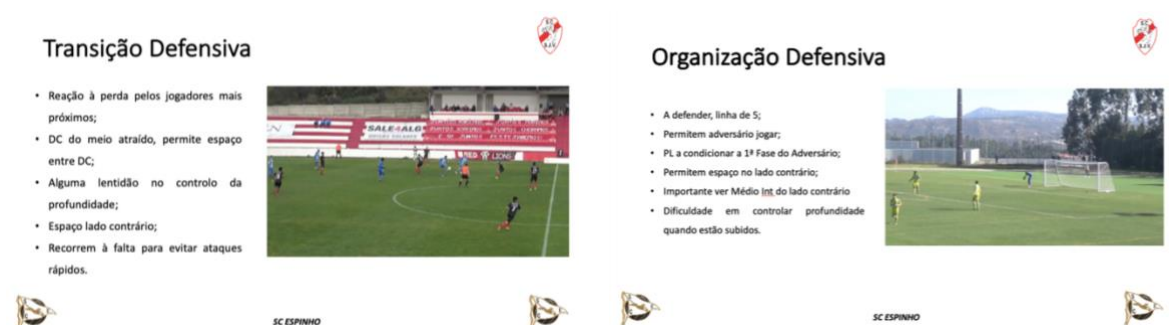 Transição Defensiva
• Reação à perda pelos jogadores mais
próximos;
• DC do meio atraído, permite espaço
entre DC;
• Alguma lentidão no controlo da
profundidade;
• Espaço lado contrário;
• Recorrem à falta para evitar ataques
rápidos.
SALE4ALG
RED LIONS
SC ESPINHO
Organização Defensiva
• A defender, linha de 5;
• Permitem adversário jogar;
• PL a condicionar a 1ª Fase do Adversário;
• Permitem espaço no lado contrário;
• Importante ver Médio Int do lado contrário
• Dificuldade em controlar profundidade
quando estão subidos.
SC ESPINHO